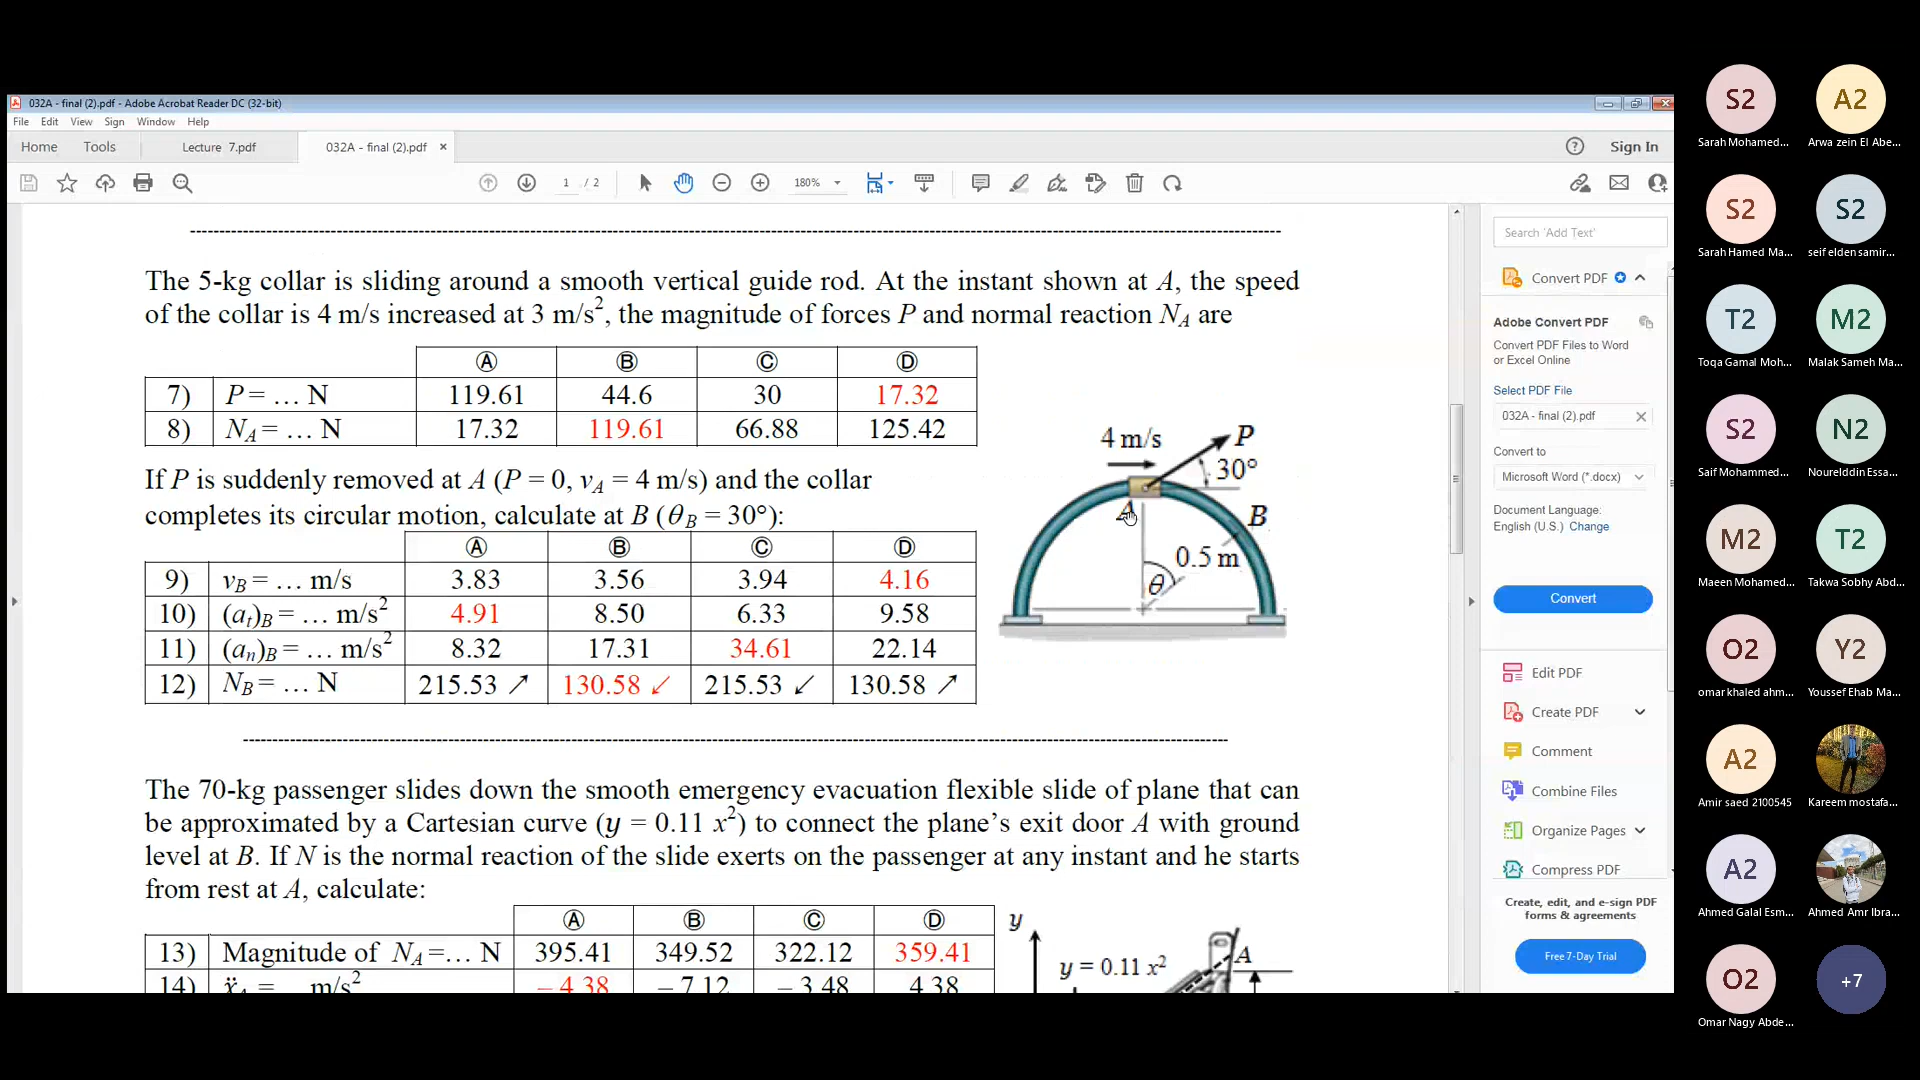 032A - final (2).pdf - Adobe Acrobat Reader DC (32-bit)
File Edit View Sign Window Help
Home Tools Lecture 7.pdf 032A - final (2).pdf × Sign In
1 / 2 180%
The 5-kg collar is sliding around a smooth vertical guide rod. At the instant shown at A, the speed
of the collar is 4 m/s increased at 3 m/s², the magnitude of forces P and normal reaction N_A are
Ⓐ Ⓑ Ⓒ Ⓓ
7) P = … N 119.61 44.6 30 17.32
8) N_A = … N 17.32 119.61 66.88 125.42
If P is suddenly removed at A (P = 0, v_A = 4 m/s) and the collar
completes its circular motion, calculate at B (θ_B = 30°):
Ⓐ Ⓑ Ⓒ Ⓓ
9) v_B = … m/s 3.83 3.56 3.94 4.16
10) (a_t)_B = … m/s² 4.91 8.50 6.33 9.58
11) (a_n)_B = … m/s² 8.32 17.31 34.61 22.14
12) N_B = … N 215.53 ↗ 130.58 ↙ 215.53 ↙ 130.58 ↗
4 m/s P
30°
A B
0.5 m
θ
The 70-kg passenger slides down the smooth emergency evacuation flexible slide of plane that can
be approximated by a Cartesian curve (y = 0.11 x²) to connect the plane's exit door A with ground
level at B. If N is the normal reaction of the slide exerts on the passenger at any instant and he starts
from rest at A, calculate:
Ⓐ Ⓑ Ⓒ Ⓓ
13) Magnitude of N_A =… N 395.41 349.52 322.12 359.41
14) ẍ_A = m/s² – 4.38 – 7.12 – 3.48 4.38
y
y = 0.11 x²
A
Search 'Add Text'
Convert PDF
Adobe Convert PDF
Convert PDF Files to Word
or Excel Online
Select PDF File
032A - final (2).pdf
Convert to
Microsoft Word (*.docx)
Document Language:
English (U.S.) Change
Convert
Edit PDF
Create PDF
Comment
Combine Files
Organize Pages
Compress PDF
Create, edit, and e-sign PDF
forms & agreements
Free 7-Day Trial
S2 A2
Sarah Mohamed... Arwa zein El Abe...
S2 S2
Sarah Hamed Ma... seif elden samir...
T2 M2
Toqa Gamal Moh... Malak Sameh Ma...
S2 N2
Saif Mohammed... Nourelddin Essa...
M2 T2
Maeen Mohamed... Takwa Sobhy Abd...
O2 Y2
omar khaled ahm... Youssef Ehab Ma...
A2
Amir saed 2100545 Kareem mostafa...
A2
Ahmed Galal Esm... Ahmed Amr Ibra...
O2 +7
Omar Nagy Abde...